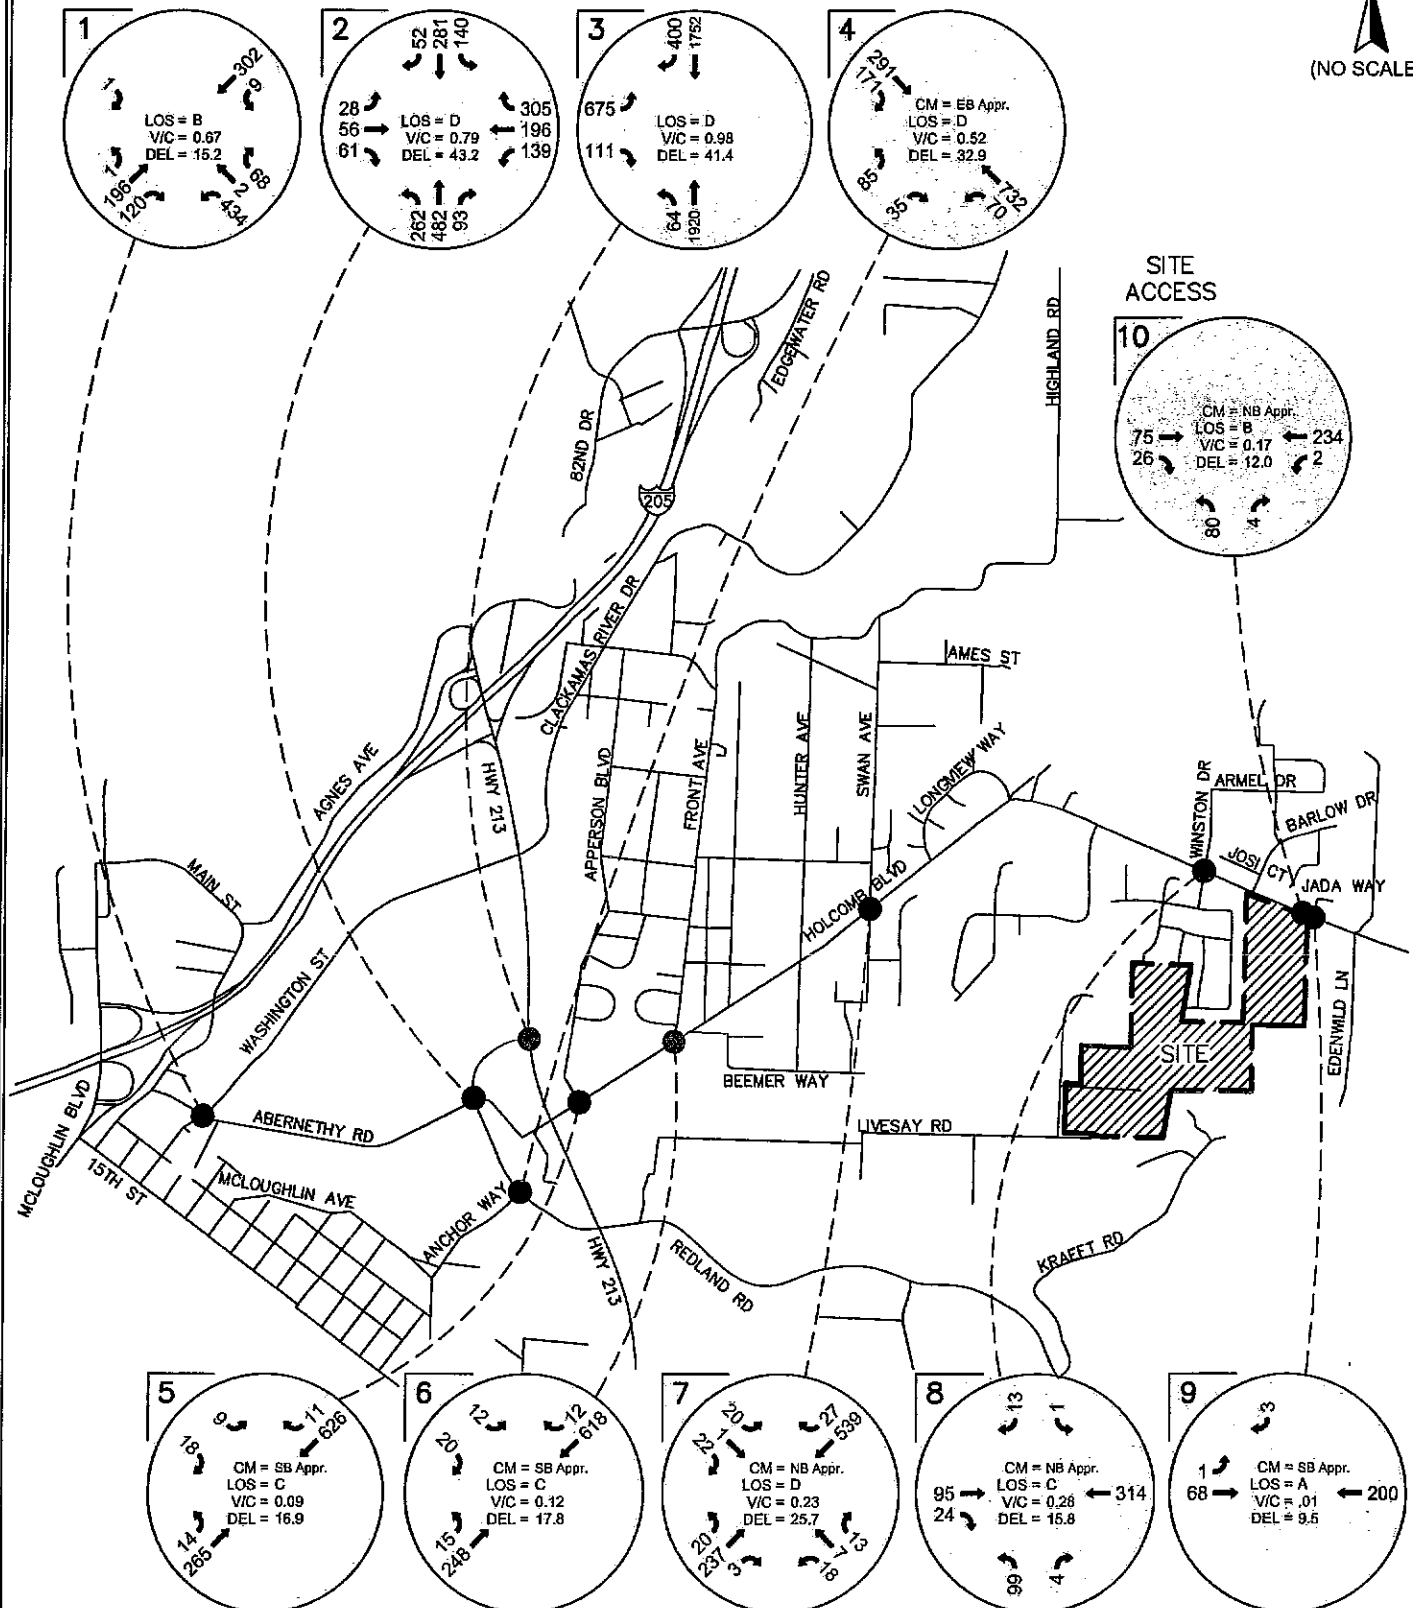 (NO SCALE
1
302
9
1
LOS = B
V/C = 0.67
DEL = 15.2
1
196
120
68
2
434
2
52
281
140
28
56
61
LOS = D
V/C = 0.79
DEL = 43.2
305
196
139
262
482
93
3
400
1752
675
111
LOS = D
V/C = 0.98
DEL = 41.4
64
1920
4
291
171
CM = EB Appr.
LOS = D
V/C = 0.52
DEL = 32.9
85
35
732
70
SITE
ACCESS
10
75
26
CM = NB Appr.
LOS = B
V/C = 0.17
DEL = 12.0
234
2
80
4
EDGEWATER RD
HIGHLAND RD
82ND DR
205
CLACKAMAS RIVER DR
AMES ST
AGNES AVE
HWY 213
APPERSON BLVD
FRONT AVE
HUNTER AVE
SWAN AVE
LONGVIEW WAY
WINSTON DR
ARMEL DR
BARLOW DR
JOSI CT
JADA WAY
MAIN ST
HOLCOMB BLVD
WASHINGTON ST
EDENWILD LN
SITE
BEEMER WAY
MCLOUGHLIN BLVD
ABERNETHY RD
LIVESAY RD
15TH ST
MCLOUGHLIN AVE
ANCHOR WAY
HWY 213
REDLAND RD
KRAFFT RD
5
9
18
11
626
CM = SB Appr.
LOS = C
V/C = 0.09
DEL = 16.9
14
265
6
12
20
12
618
CM = SB Appr.
LOS = C
V/C = 0.12
DEL = 17.8
15
248
7
20
1
22
27
539
CM = NB Appr.
LOS = D
V/C = 0.23
DEL = 25.7
20
237
3
13
7
18
8
13
1
95
24
CM = NB Appr.
LOS = C
V/C = 0.28
DEL = 15.8
314
99
4
9
3
1
68
CM = SB Appr.
LOS = A
V/C = .01
DEL = 9.5
200